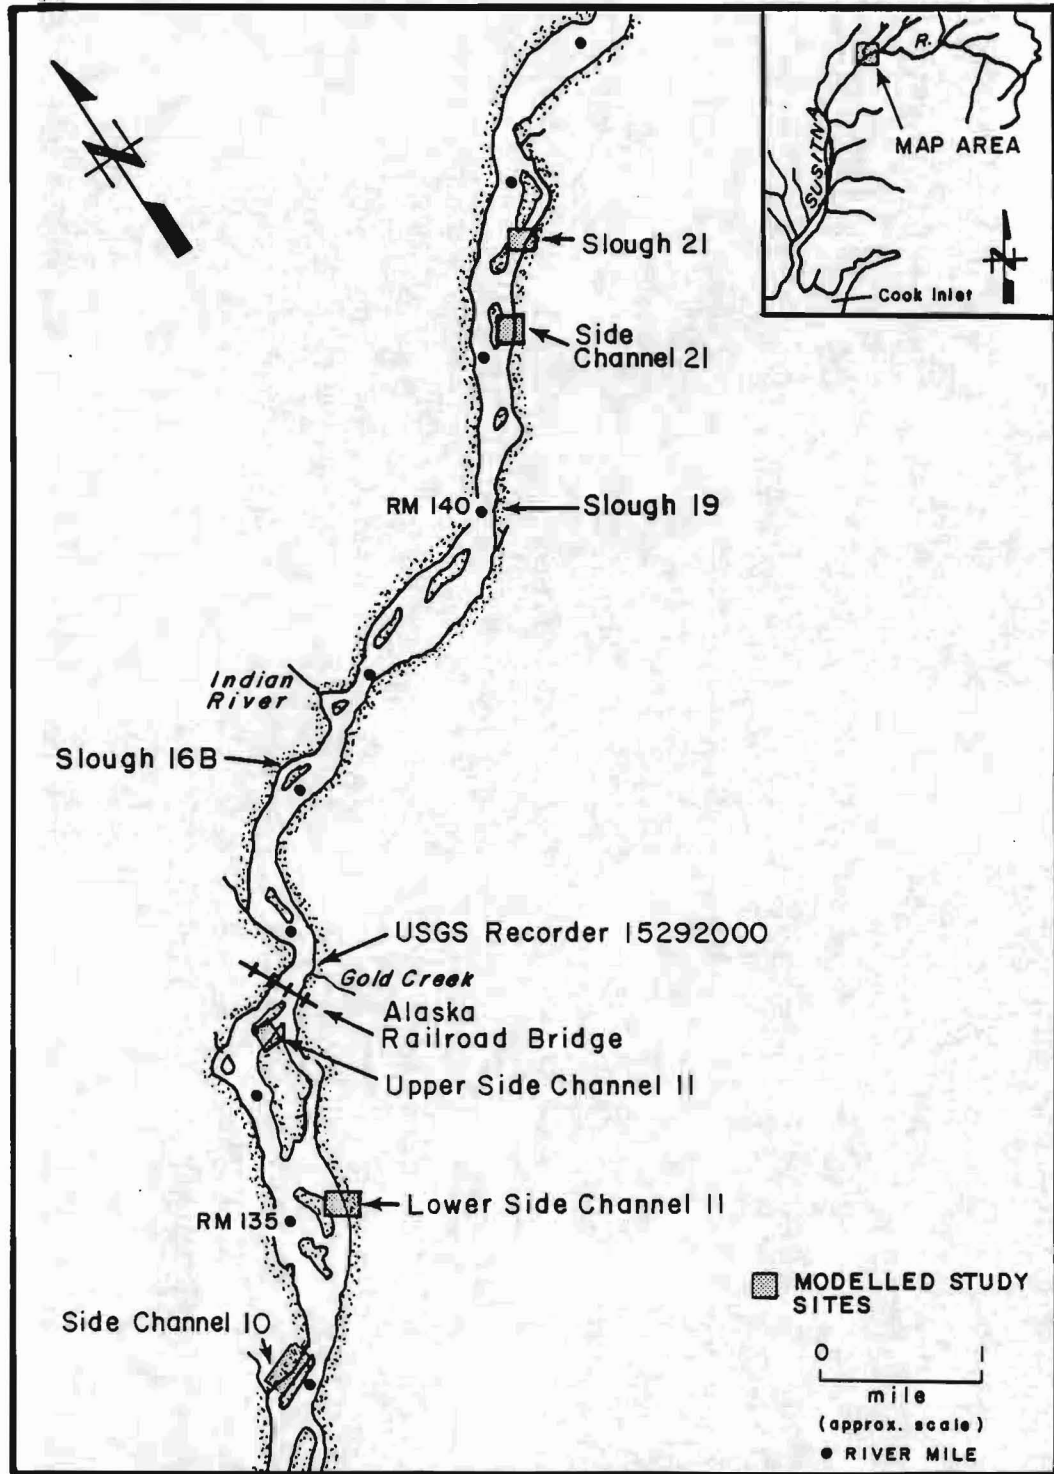 R.
MAP AREA
SUSITNA
Cook Inlet
Slough 21
Side
Channel 21
RM 140
Slough 19
Indian
River
Slough 16B
USGS Recorder 15292000
Gold Creek
Alaska
Railroad Bridge
Upper Side Channel 11
Lower Side Channel 11
RM 135
MODELLED STUDY
SITES
Side Channel 10
0 1
mile
(approx. scale)
RIVER MILE